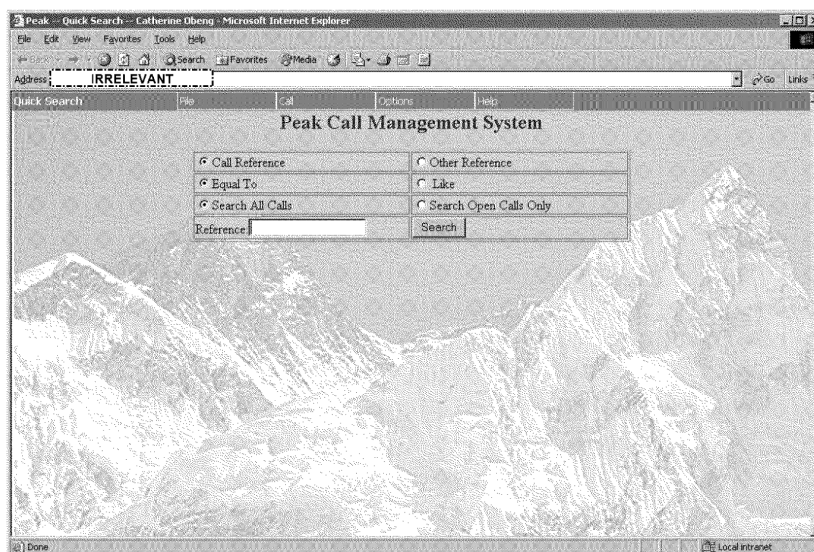 Peak -- Quick Search -- Catherine Obeng - Microsoft Internet Explorer
File Edit View Favorites Tools Help
Back Search Favorites Media
Address IRRELEVANT Go Links
Quick Search File Call Options Help
Peak Call Management System
Call Reference Other Reference
Equal To Like
Search All Calls Search Open Calls Only
Reference: Search
Done Local intranet